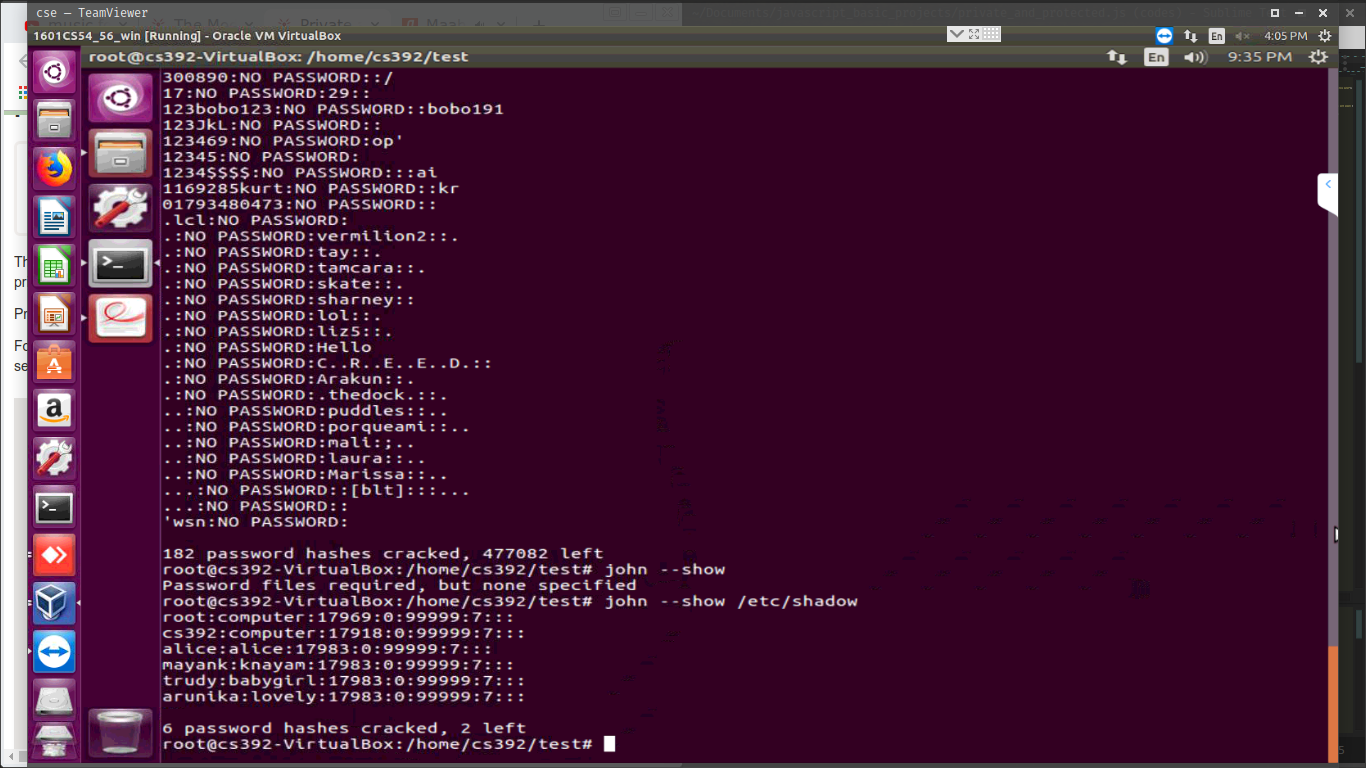 cse — TeamViewer
1601CS54_56_win [Running] - Oracle VM VirtualBox
En
4:05 PM
root@cs392-VirtualBox: /home/cs392/test
En
9:35 PM
300890:NO PASSWORD::/
17:NO PASSWORD:29::
123bobo123:NO PASSWORD::bobo191
123JkL:NO PASSWORD::
123469:NO PASSWORD:op'
12345:NO PASSWORD:
1234$$$$:NO PASSWORD:::ai
1169285kurt:NO PASSWORD::kr
01793480473:NO PASSWORD::
.lcl:NO PASSWORD:
.:NO PASSWORD:vermilion2::.
.:NO PASSWORD:tay::.
.:NO PASSWORD:tamcara::.
.:NO PASSWORD:skate::.
.:NO PASSWORD:sharney::
.:NO PASSWORD:lol::.
.:NO PASSWORD:liz5::.
.:NO PASSWORD:Hello
.:NO PASSWORD:C..R..E..E..D.::
.:NO PASSWORD:Arakun::.
.:NO PASSWORD:.thedock.::.
..:NO PASSWORD:puddles::..
..:NO PASSWORD:porqueami::..
..:NO PASSWORD:mali:;..
..:NO PASSWORD:laura::..
..:NO PASSWORD:Marissa::..
...:NO PASSWORD::[blt]:::...
...:NO PASSWORD::
'wsn:NO PASSWORD:
182 password hashes cracked, 477082 left
root@cs392-VirtualBox:/home/cs392/test# john --show
Password files required, but none specified
root@cs392-VirtualBox:/home/cs392/test# john --show /etc/shadow
root:computer:17969:0:99999:7:::
cs392:computer:17918:0:99999:7:::
alice:alice:17983:0:99999:7:::
mayank:knayam:17983:0:99999:7:::
trudy:babygirl:17983:0:99999:7:::
arunika:lovely:17983:0:99999:7:::
6 password hashes cracked, 2 left
root@cs392-VirtualBox:/home/cs392/test#